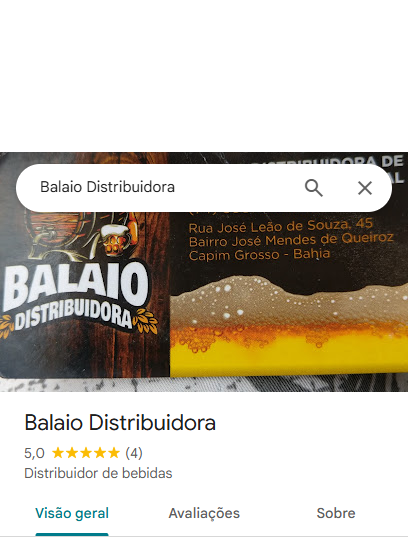 Balaio Distribuidora
DISTRIBUIDORA DE
Rua José Leão de Souza, 45
Bairro José Mendes de Queiroz
Capim Grosso - Bahia
BALAIO
DISTRIBUIDORA
Balaio Distribuidora
5,0 ★★★★★ (4)
Distribuidor de bebidas
Visão geral Avaliações Sobre